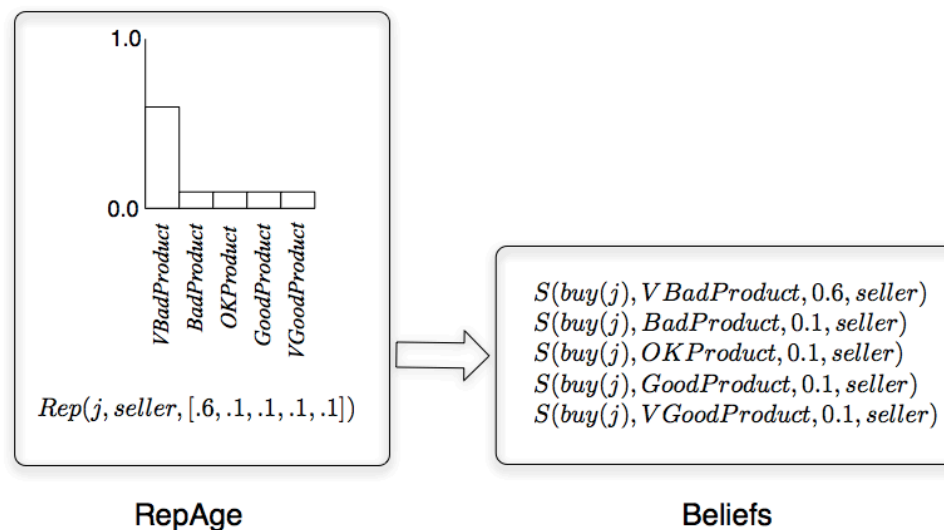 1.0
0.0
VBadProduct
BadProduct
OKProduct
GoodProduct
VGoodProduct
Rep(j, seller, [.6, .1, .1, .1, .1])
RepAge
S(buy(j), VBadProduct, 0.6, seller)
S(buy(j), BadProduct, 0.1, seller)
S(buy(j), OKProduct, 0.1, seller)
S(buy(j), GoodProduct, 0.1, seller)
S(buy(j), VGoodProduct, 0.1, seller)
Beliefs